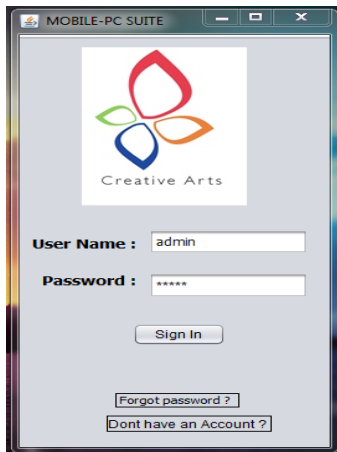 MOBILE-PC SUITE
Creative Arts
User Name :
admin
Password :
*****
Sign In
Forgot password ?
Dont have an Account ?